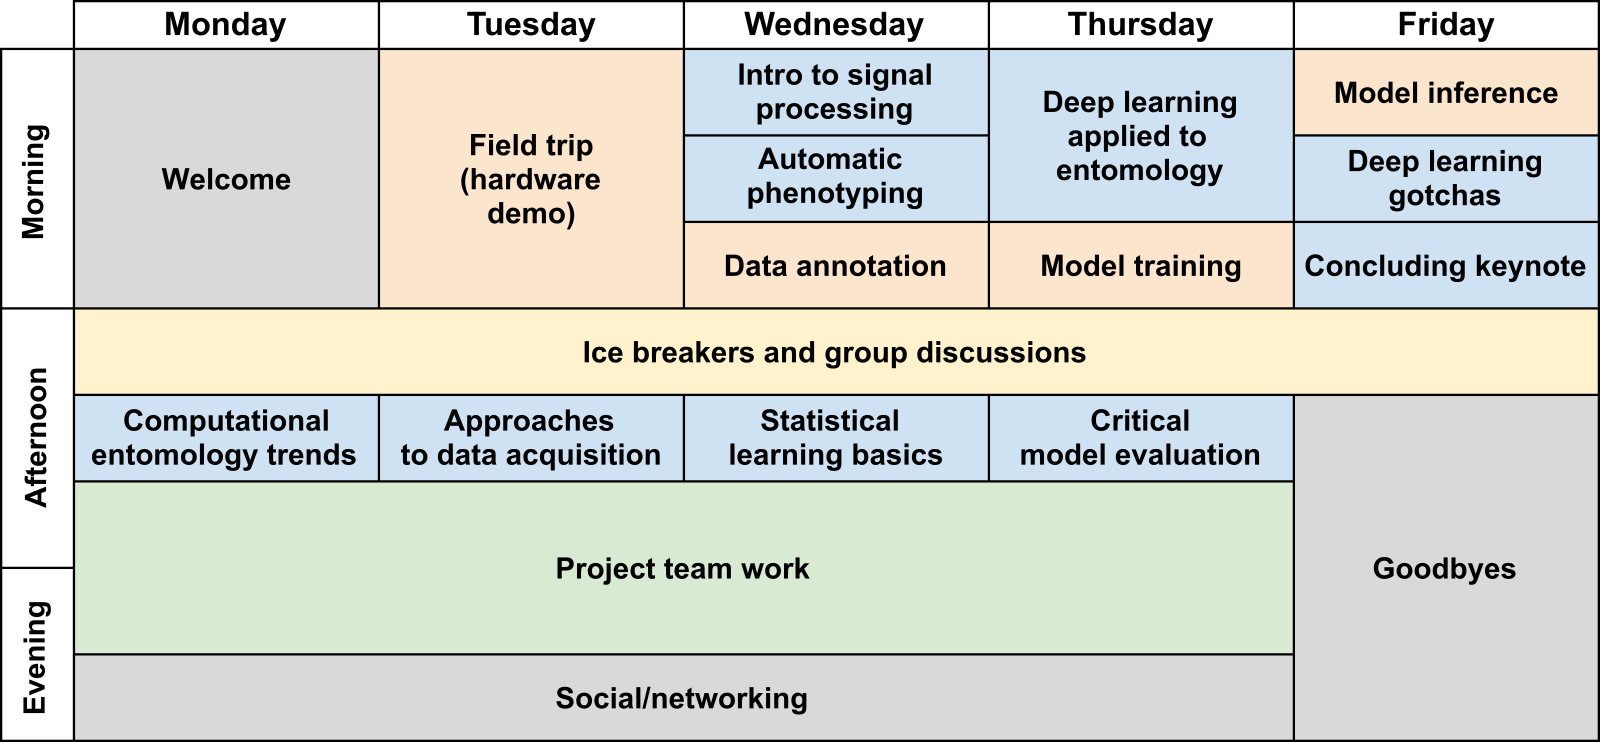 Monday
Tuesday
Wednesday
Thursday
Friday
Morning
Welcome
Field trip
(hardware
demo)
Intro to signal
processing
Automatic
phenotyping
Data annotation
Deep learning
applied to
entomology
Model training
Model inference
Deep learning
gotchas
Concluding keynote
Afternoon
Ice breakers and group discussions
Computational
entomology trends
Approaches
to data acquisition
Statistical
learning basics
Critical
model evaluation
Project team work
Goodbyes
Evening
Social/networking